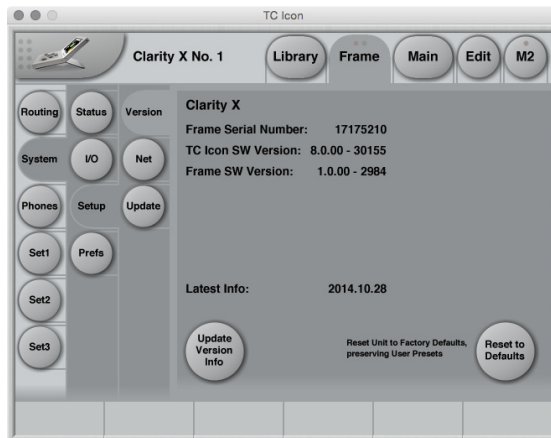 TC Icon
Clarity X No. 1
Library Frame Main Edit M2
Routing Status Version
Clarity X
Frame Serial Number: 17175210
TC Icon SW Version: 8.0.00 - 30155
Frame SW Version: 1.0.00 - 2984
System I/O Net
Phones Setup Update
Set1 Prefs
Set2
Set3
Latest Info: 2014.10.28
Update
Version
Info
Reset Unit to Factory Defaults,
preserving User Presets
Reset to
Defaults